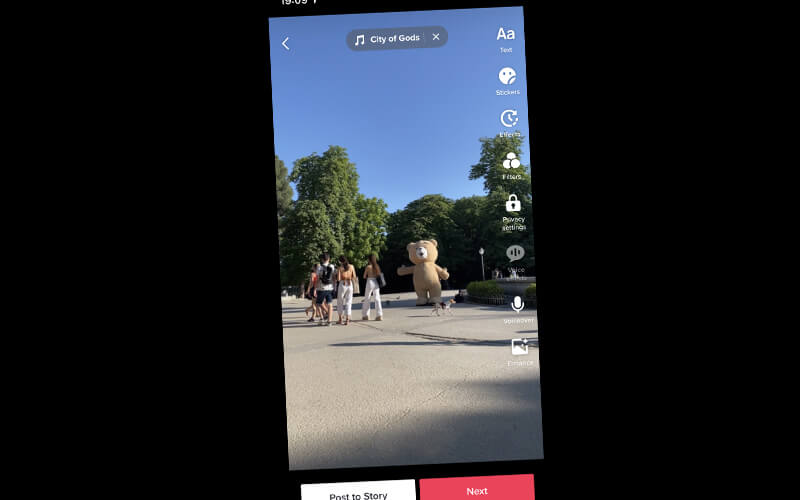 19:09
City of Gods
Aa
Text
Stickers
Effects
Filters
Privacy
settings
Voice
Voiceover
Enhance
Post to Story
Next